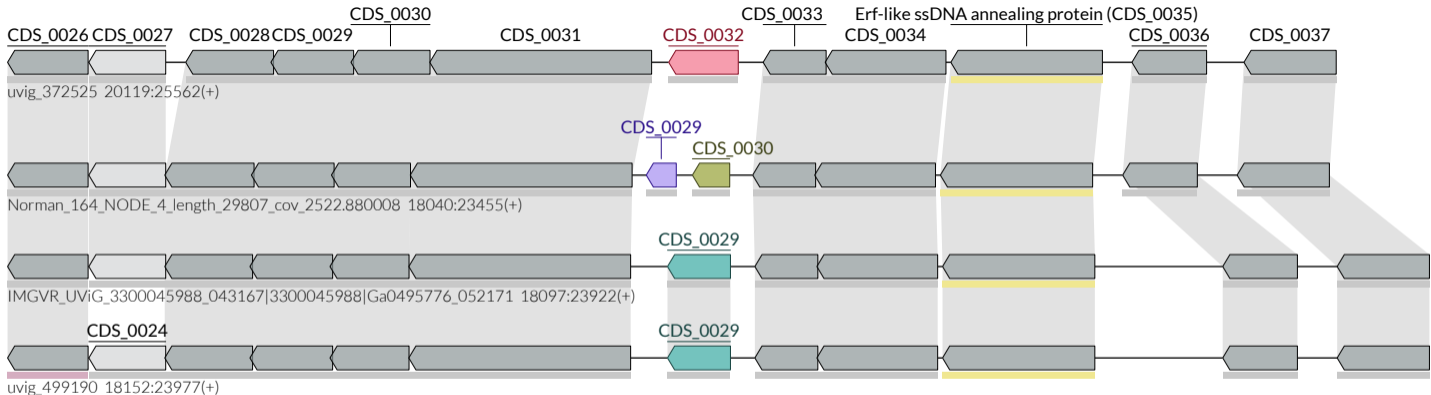 CDS_0030 CDS_0033 Erf-like ssDNA annealing protein (CDS_0035)
CDS_0026 CDS_0027 CDS_0028 CDS_0029 CDS_0031 CDS_0032 CDS_0034 CDS_0036 CDS_0037
uvig_372525 20119:25562(+)
CDS_0029
CDS_0030
Norman_164_NODE_4_length_29807_cov_2522.880008 18040:23455(+)
CDS_0029
IMGVR_UViG_3300045988_043167|3300045988|Ga0495776_052171 18097:23922(+)
CDS_0024 CDS_0029
uvig_499190 18152:23977(+)